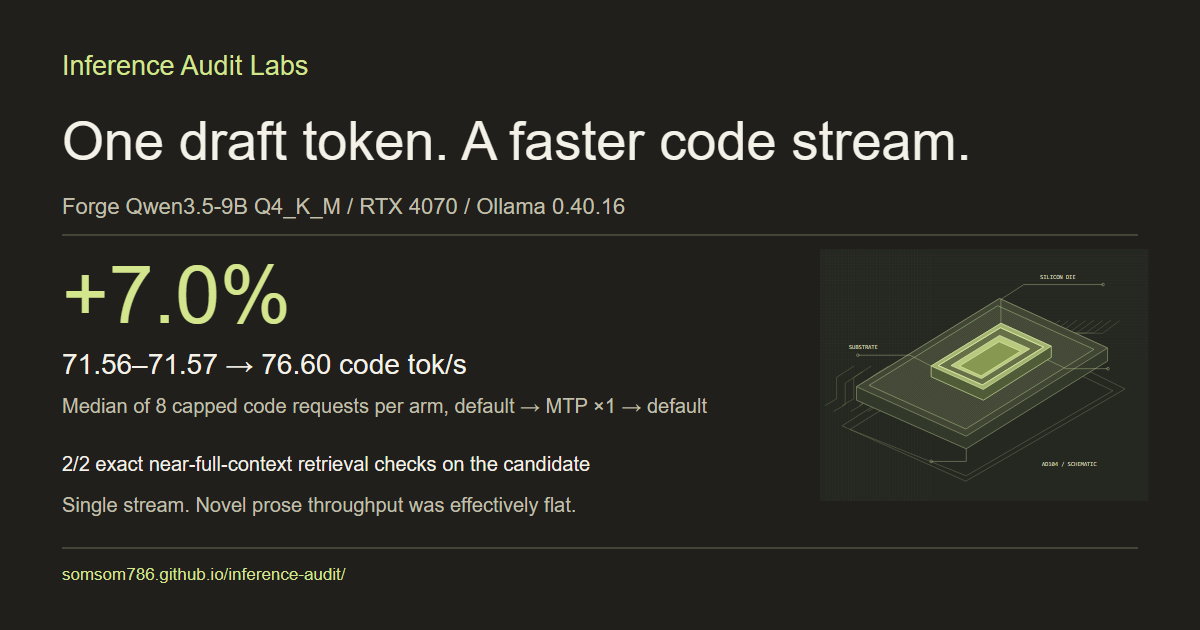 Inference Audit Labs
One draft token. A faster code stream.
Forge Qwen3.5-9B Q4_K_M / RTX 4070 / Ollama 0.40.16
+7.0%
SILICON DIE
SUBSTRATE
71.56–71.57 → 76.60 code tok/s
Median of 8 capped code requests per arm, default → MTP ×1 → default
2/2 exact near-full-context retrieval checks on the candidate
AD104 / SCHEMATIC
Single stream. Novel prose throughput was effectively flat.
somsom786.github.io/inference-audit/